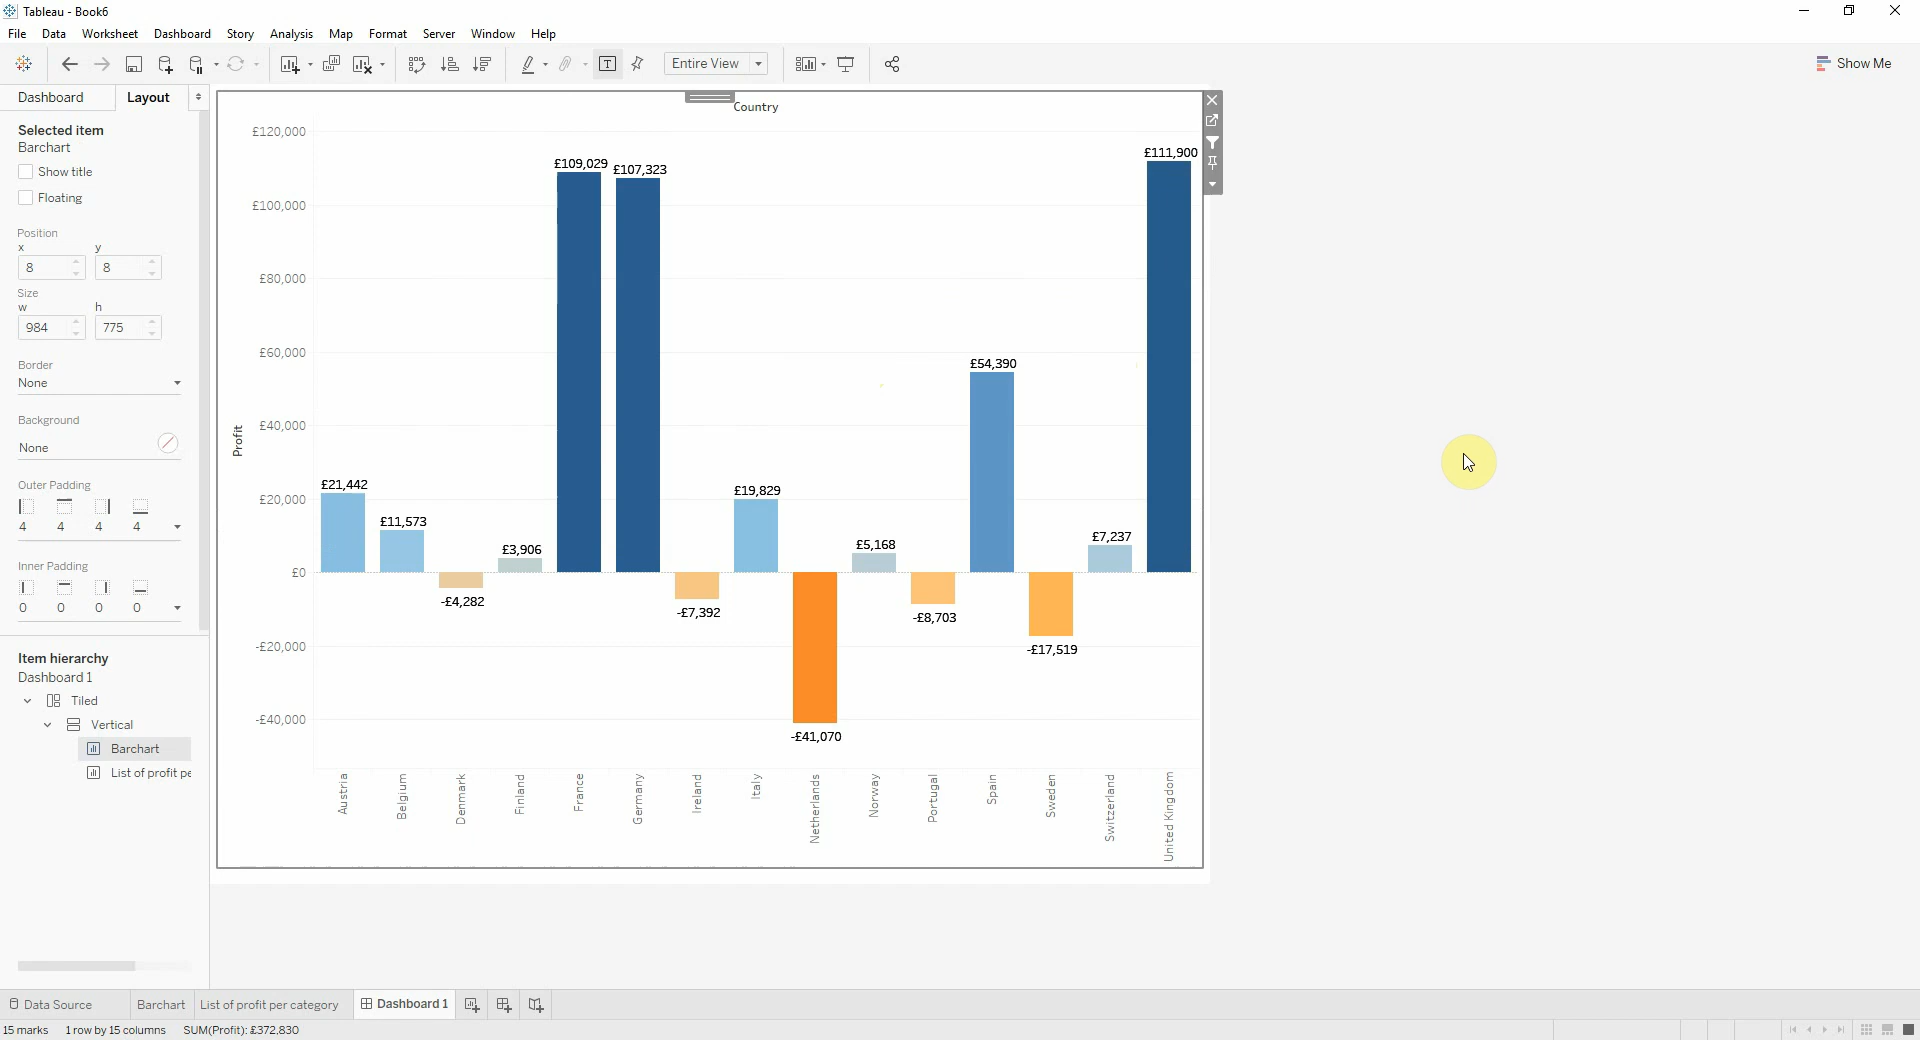 Tableau - Book6
File Data Worksheet Dashboard Story Analysis Map Format Server Window Help
Entire View
Show Me
Dashboard Layout
Selected item
Barchart
Show title
Floating
Position
x y
8 8
Size
w h
984 775
Border
None
Background
None
Outer Padding
4 4 4 4
Inner Padding
0 0 0 0
Item hierarchy
Dashboard 1
Tiled
Vertical
Barchart
List of profit pe
Country
£120,000
£100,000
£80,000
£60,000
£40,000
£20,000
£0
-£20,000
-£40,000
Profit
£21,442
£11,573
-£4,282
£3,906
£109,029
£107,323
-£7,392
£19,829
-£41,070
£5,168
-£8,703
£54,390
-£17,519
£7,237
£111,900
Austria
Belgium
Denmark
Finland
France
Germany
Ireland
Italy
Netherlands
Norway
Portugal
Spain
Sweden
Switzerland
United Kingdom
Data Source Barchart List of profit per category Dashboard 1
15 marks 1 row by 15 columns SUM(Profit): £372,830